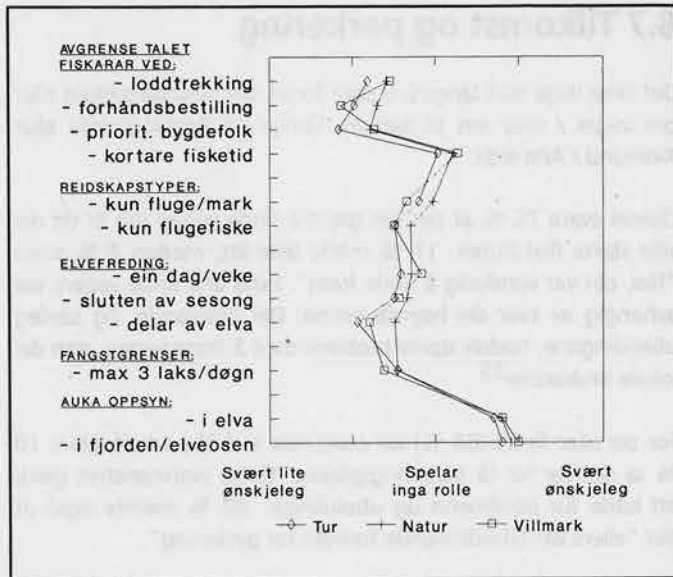 AVGRENSE TALET
FISKARAR VED:
- loddtrekking
- forhåndsbestilling
- priorit.bygdefolk
- kortare fisketid
REIDSKAPSTYPER:
- kun fluge/mark
- kun flugefiske
ELVEFREDING:
- ein dag/veke
- slutten av sesong
- delar av elva
FANGSTGRENSER:
- max 3 laks/døgn
AUKA OPPSYN:
- i elva
- i fjorden/elveosen
Svært lite Spelar Svært
ønskjeleg inga rolle ønskjeleg
Tur Natur Villmark